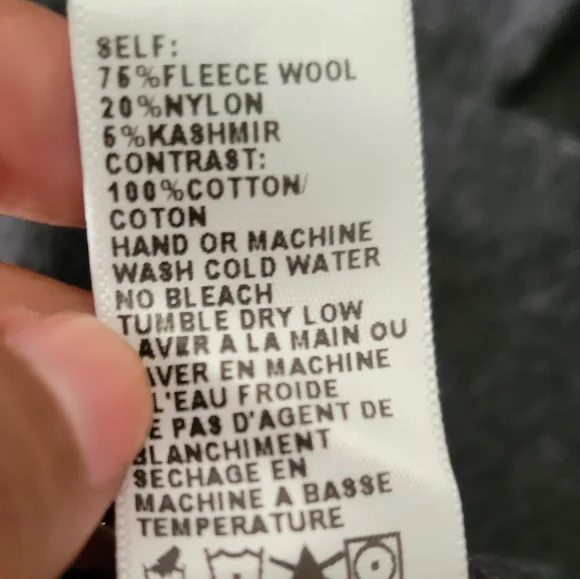 SELF:
75%FLEECE WOOL
20%NYLON
5%KASHMIR
CONTRAST:
100%COTTON/
COTON
HAND OR MACHINE
WASH COLD WATER
NO BLEACH
TUMBLE DRY LOW
AVER A LA MAIN OU
VER EN MACHINE
L'EAU FROIDE
E PAS D'AGENT DE
BLANCHIMENT
SECHAGE EN
MACHINE A BASSE
TEMPERATURE